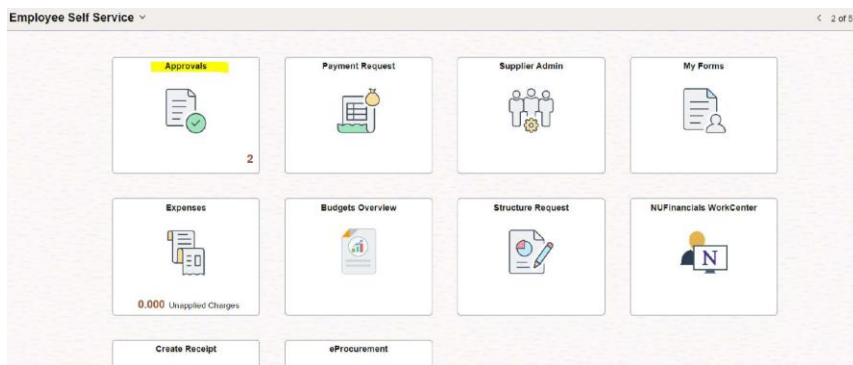 Employee Self Service
2 of 5
Approvals
Payment Request
Supplier Admin
My Forms
2
Expenses
Budgets Overview
Structure Request
NUFinancials WorkCenter
N
0.000 Unapplied Charges
Create Receipt
eProcurement